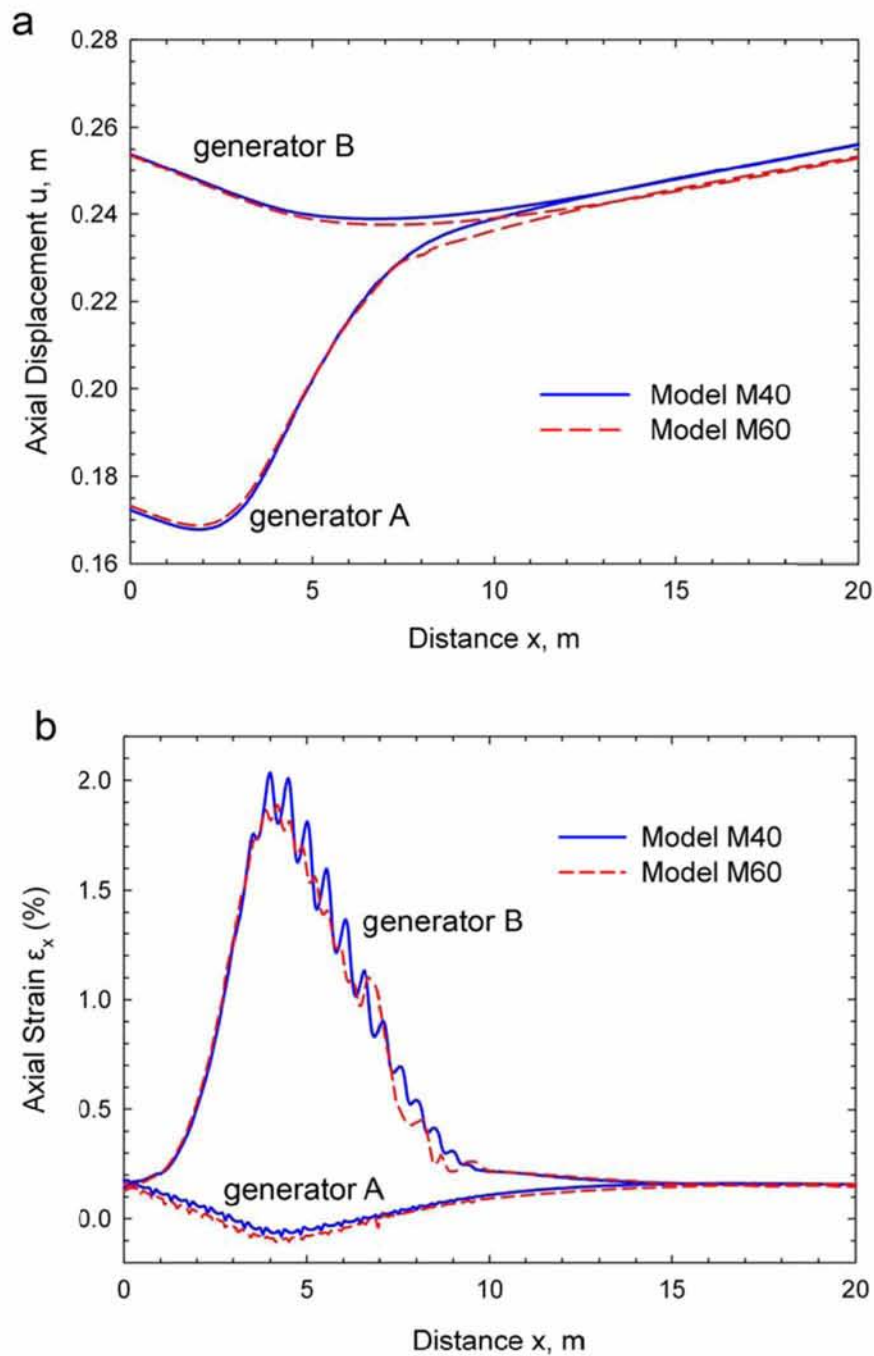 a
0.28
0.26
0.24
0.22
0.20
0.18
0.16
Axial Displacement u, m
generator B
generator A
Model M40
Model M60
0
5
10
15
20
Distance x, m
b
2.0
1.5
1.0
0.5
0.0
Axial Strain εx (%)
Model M40
Model M60
generator B
generator A
0
5
10
15
20
Distance x, m